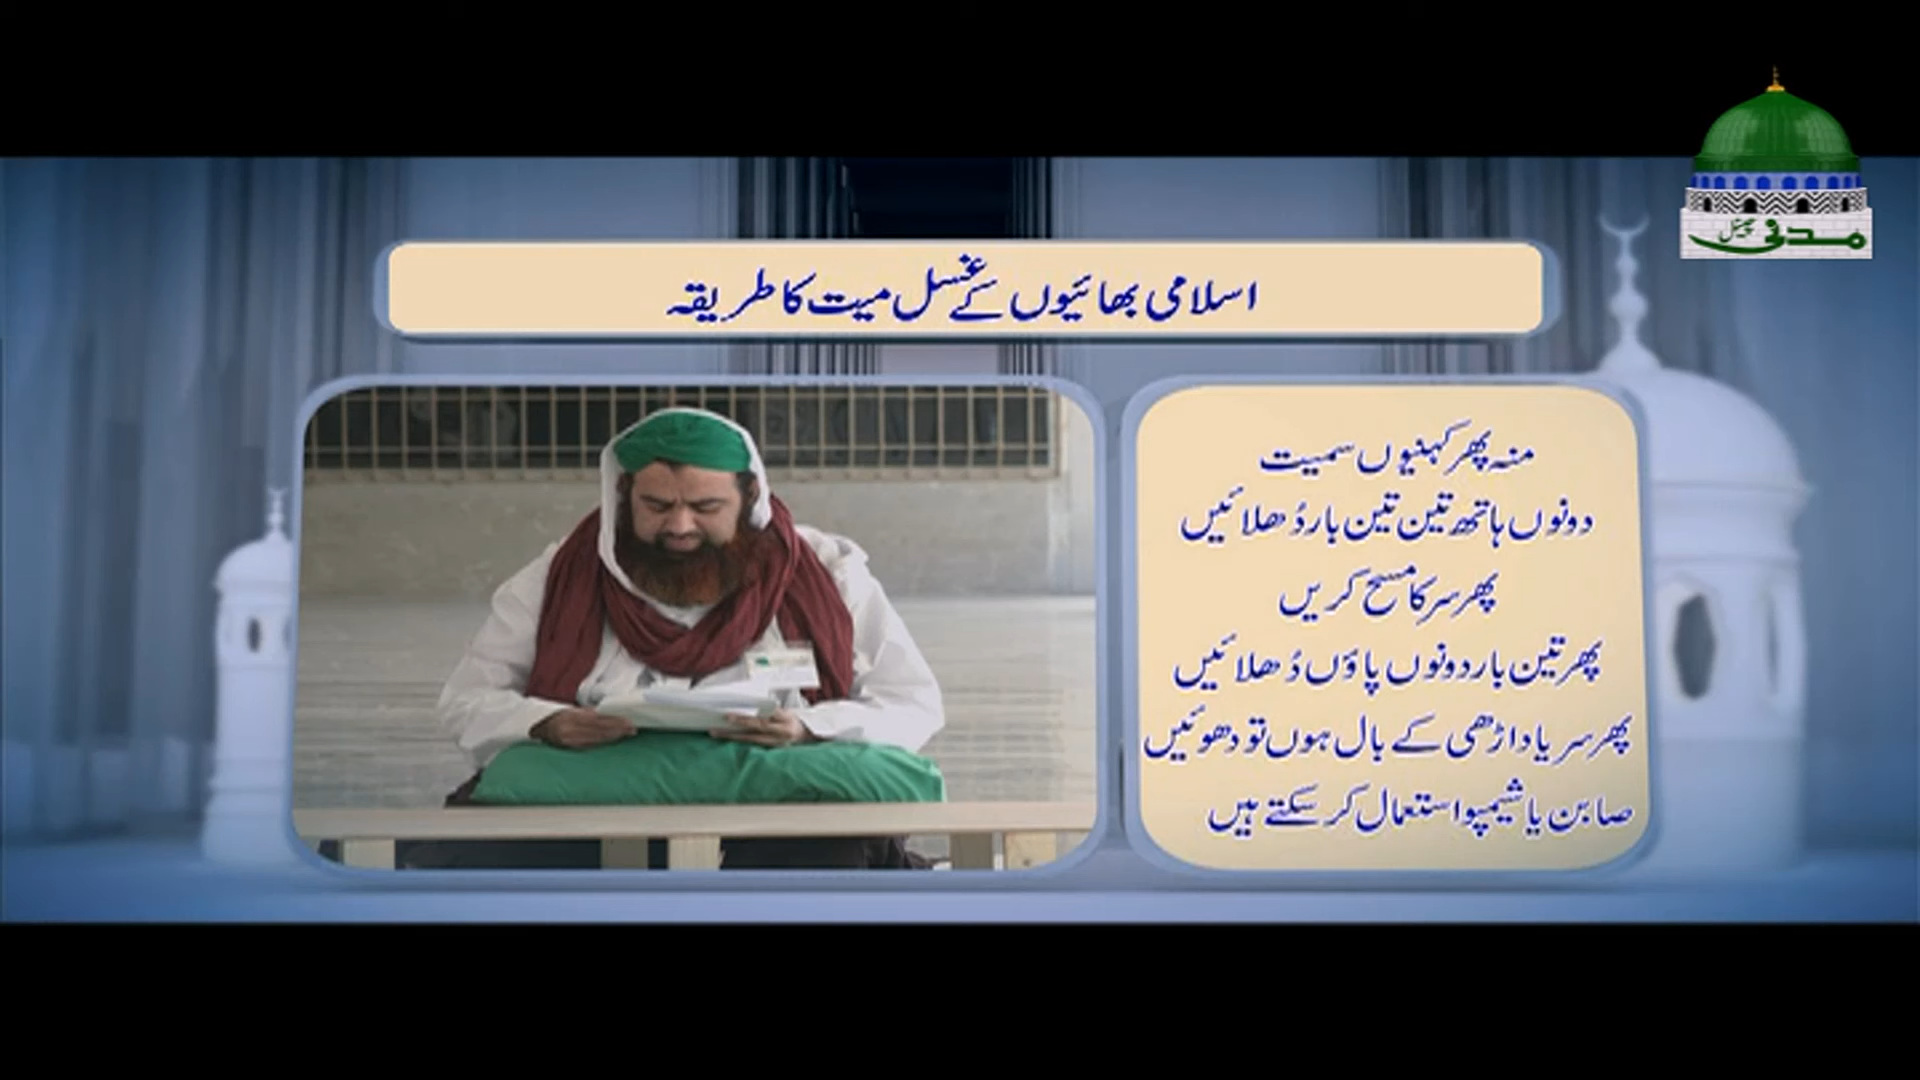 مدنی چینل
اسلامی بھائیوں کے غسل میت کا طریقہ
منہ پھر کہنیوں سمیت
دونوں ہاتھ تین تین بار دُھلائیں
پھر سر کا مسح کریں
پھر تین بار دونوں پاؤں دُھلائیں
پھر سر یا داڑھی کے بال ہوں تو دھوئیں
صابن یا شیمپو استعمال کر سکتے ہیں